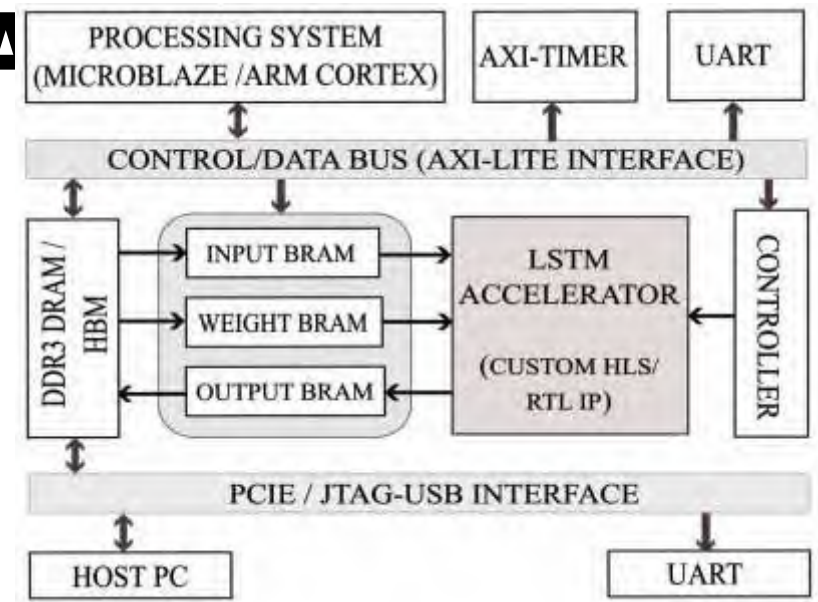 PROCESSING SYSTEM
(MICROBLAZE /ARM CORTEX)
AXI-TIMER
UART
CONTROL/DATA BUS (AXI-LITE INTERFACE)
DDR3 DRAM /
HBM
INPUT BRAM
WEIGHT BRAM
OUTPUT BRAM
LSTM
ACCELERATOR
(CUSTOM HLS/
RTL IP)
CONTROLLER
PCIE / JTAG-USB INTERFACE
HOST PC
UART